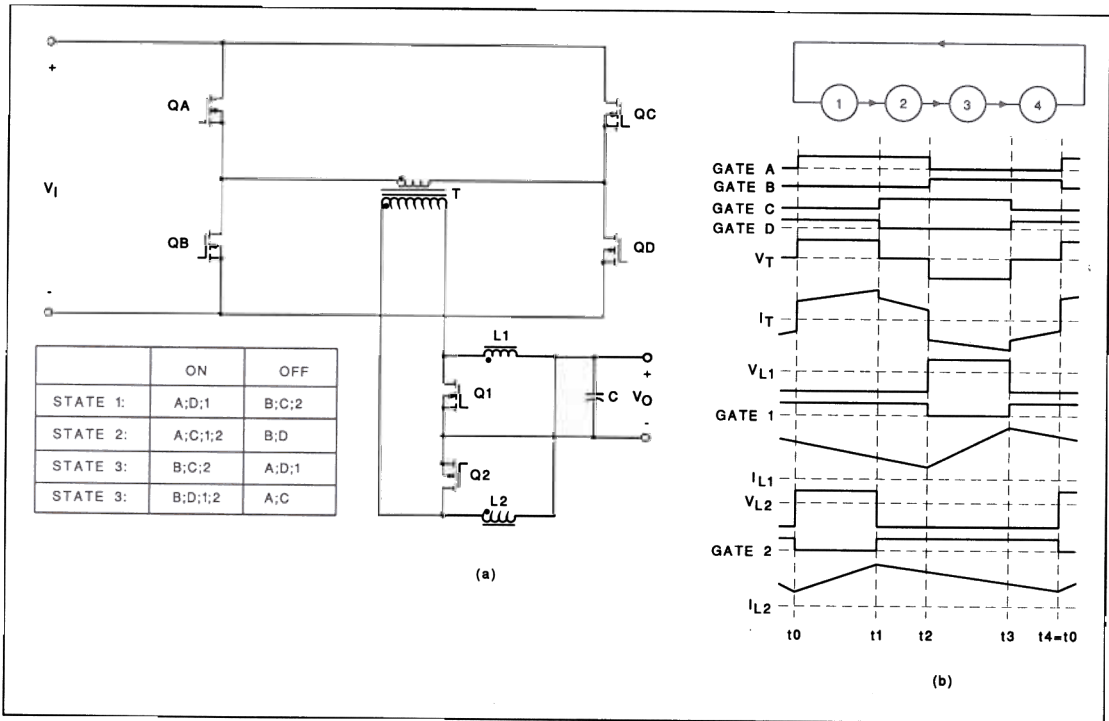 +
QA
QC
VI
T
QB
QD
-
L1
+
Q1
C
VO
-
Q2
L2
(a)
ON OFF
STATE 1: A;D;1 B;C;2
STATE 2: A;C;1;2 B;D
STATE 3: B;C;2 A;D;1
STATE 3: B;D;1;2 A;C
1 2 3 4
GATE A
GATE B
GATE C
GATE D
VT
IT
VL1
GATE 1
IL1
VL2
GATE 2
IL2
t0 t1 t2 t3 t4=t0
(b)